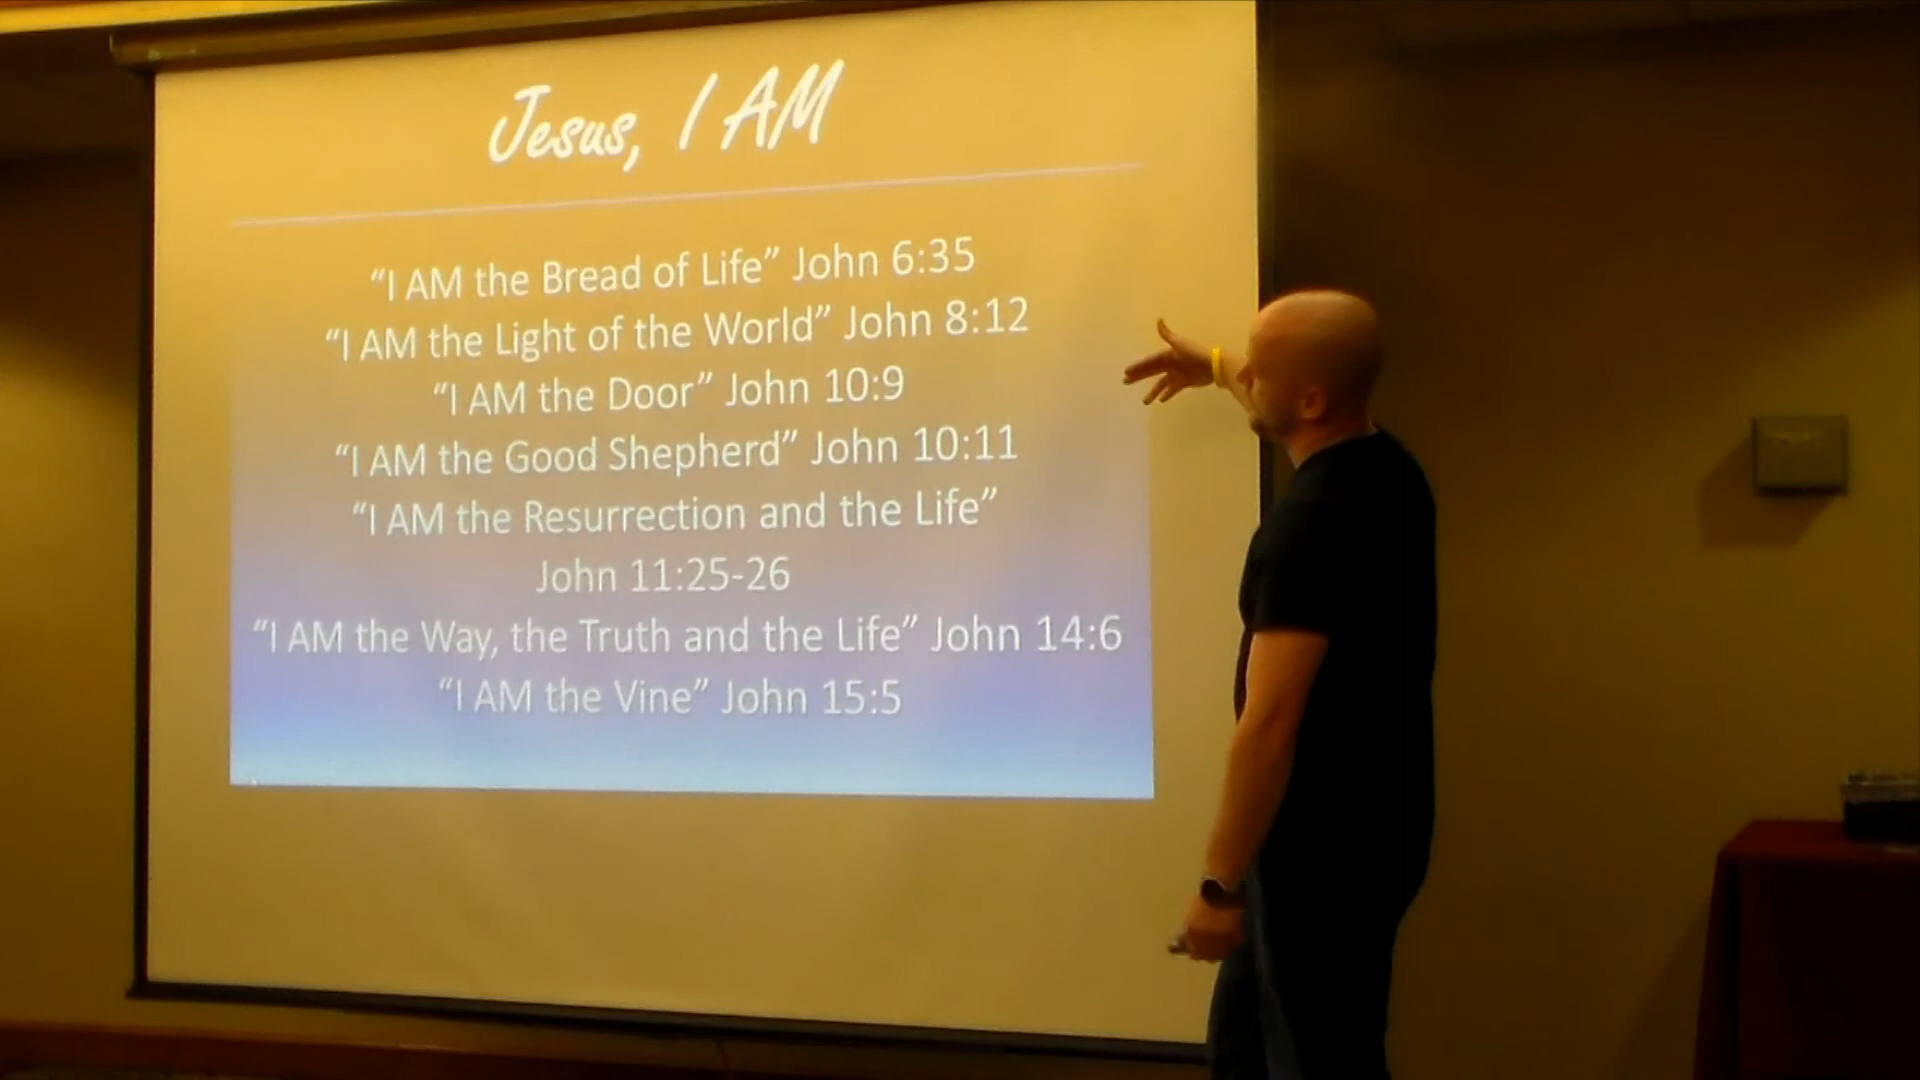 Jesus, I AM
“I AM the Bread of Life” John 6:35
“I AM the Light of the World” John 8:12
“I AM the Door” John 10:9
“I AM the Good Shepherd” John 10:11
“I AM the Resurrection and the Life”
John 11:25-26
“I AM the Way, the Truth and the Life” John 14:6
“I AM the Vine” John 15:5